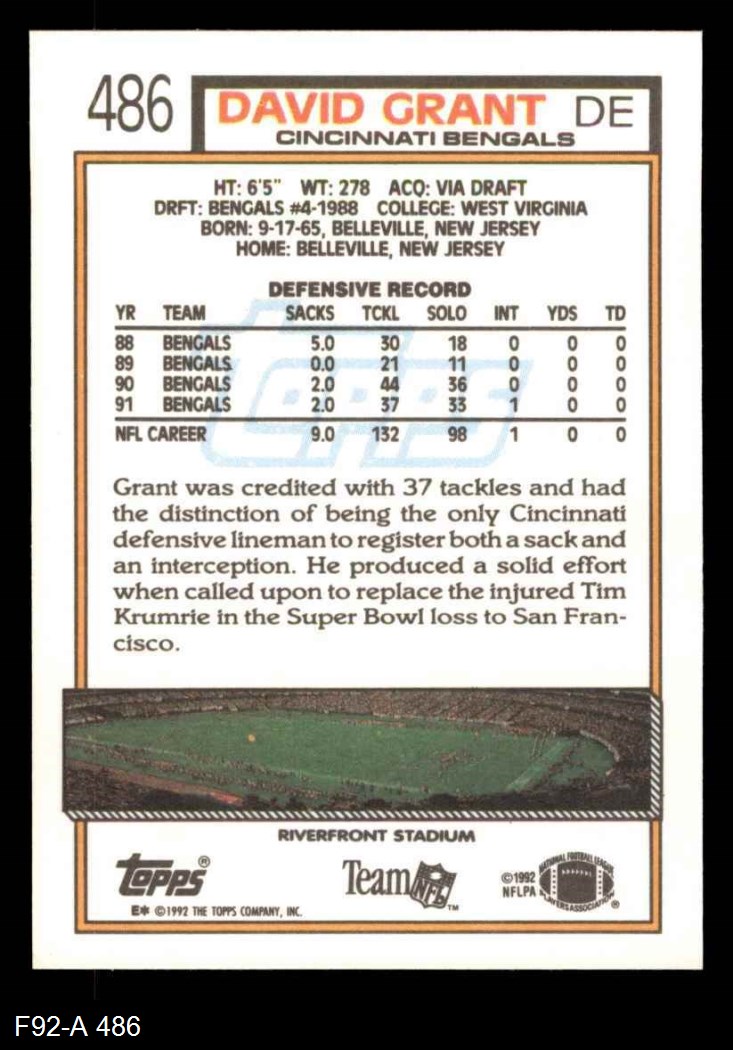 486 DAVID GRANT DE
CINCINNATI BENGALS
HT: 6'5" WT: 278 ACQ: VIA DRAFT
DRFT: BENGALS #4-1988 COLLEGE: WEST VIRGINIA
BORN: 9-17-65, BELLEVILLE, NEW JERSEY
HOME: BELLEVILLE, NEW JERSEY
DEFENSIVE RECORD
YR TEAM SACKS TCKL SOLO INT YDS TD
88 BENGALS 5.0 30 18 0 0 0
89 BENGALS 0.0 21 11 0 0 0
90 BENGALS 2.0 44 36 0 0 0
91 BENGALS 2.0 37 33 1 0 0
NFL CAREER 9.0 132 98 1 0 0
TOPPS
Grant was credited with 37 tackles and had
the distinction of being the only Cincinnati
defensive lineman to register both a sack and
an interception. He produced a solid effort
when called upon to replace the injured Tim
Krumrie in the Super Bowl loss to San Fran-
cisco.
RIVERFRONT STADIUM
TOPPS®
E* ©1992 THE TOPPS COMPANY, INC.
Team NFL™
©1992
NFLPA
NATIONAL FOOTBALL LEAGUE
PLAYERS ASSOCIATION®
F92-A 486